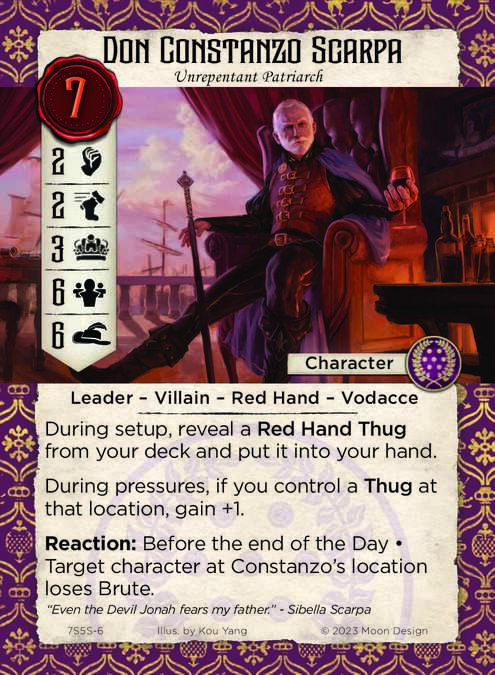 Don Constanzo Scarpa
Unrepentant Patriarch
7
2
2
3
6
6
Character
Leader – Villain – Red Hand – Vodacce
During setup, reveal a Red Hand Thug
from your deck and put it into your hand.
During pressures, if you control a Thug at
that location, gain +1.
Reaction: Before the end of the Day •
Target character at Constanzo's location
loses Brute.
"Even the Devil Jonah fears my father." - Sibella Scarpa
7S5S-6 Illus. by Kou Yang © 2023 Moon Design